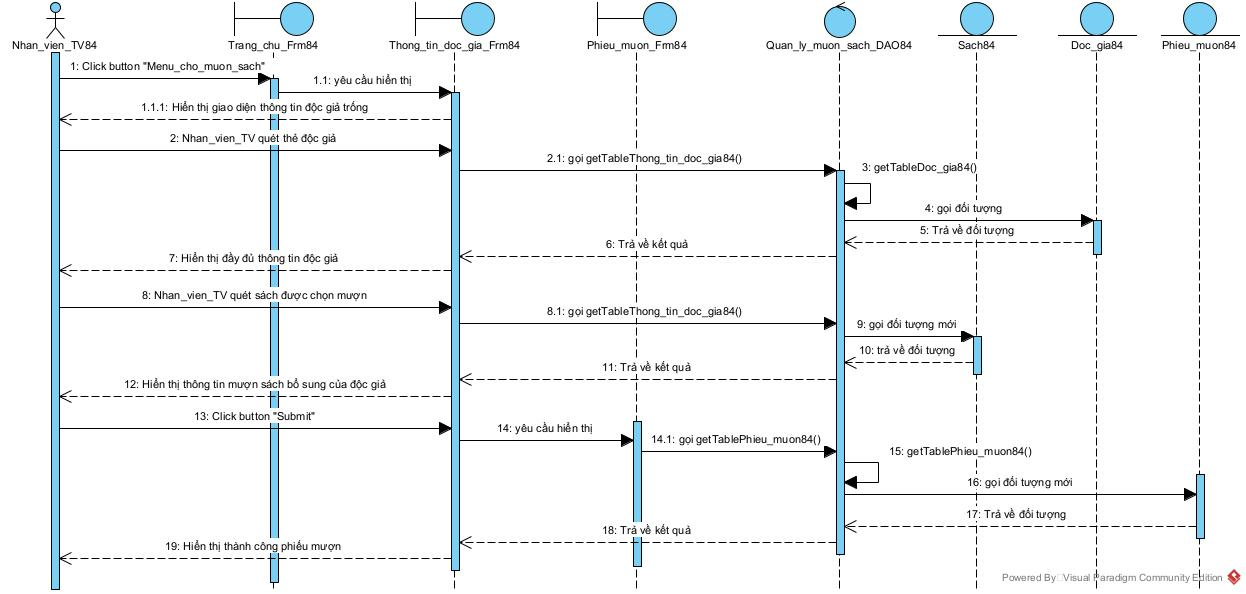 Nhan_vien_TV84
Trang_chu_Frm84
Thong_tin_doc_gia_Frm84
Phieu_muon_Frm84
Quan_ly_muon_sach_DAO84
Sach84
Doc_gia84
Phieu_muon84
1: Click button "Menu_cho_muon_sach"
1.1: yêu cầu hiển thị
1.1.1: Hiển thị giao diện thông tin độc giả trống
2: Nhan_vien_TV quét thẻ độc giả
2.1: gọi getTableThong_tin_doc_gia84()
3: getTableDoc_gia84()
4: gọi đối tượng
5: Trả về đối tượng
6: Trả về kết quả
7: Hiển thị đầy đủ thông tin độc giả
8: Nhan_vien_TV quét sách được chọn mượn
8.1: gọi getTableThong_tin_doc_gia84()
9: gọi đối tượng mới
10: trả về đối tượng
11: Trả về kết quả
12: Hiển thị thông tin mượn sách bổ sung của độc giả
13: Click button "Submit"
14: yêu cầu hiển thị
14.1: gọi getTablePhieu_muon84()
15: getTablePhieu_muon84()
16: gọi đối tượng mới
17: Trả về đối tượng
18: Trả về kết quả
19: Hiển thị thành công phiếu mượn
Powered By Visual Paradigm Community Edition